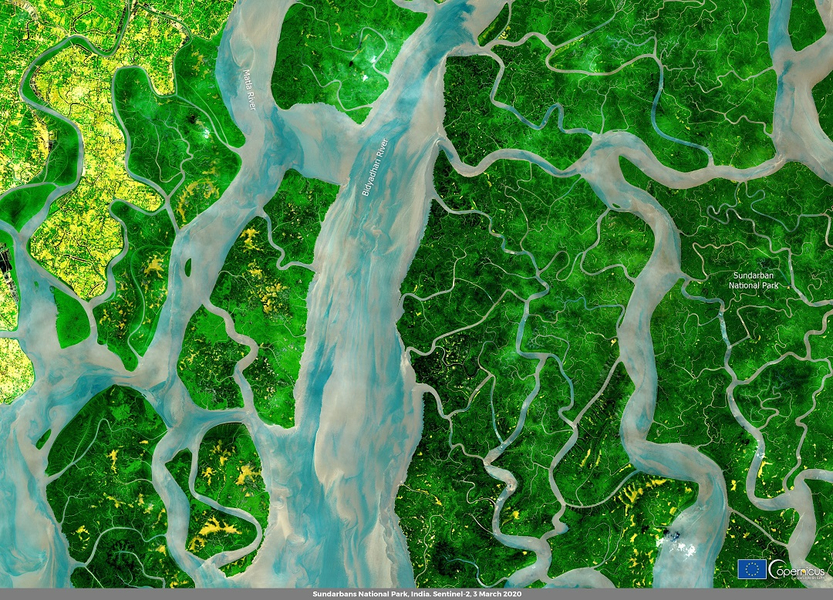 Matla River
Bidyadhari River
Sundarban
National Park
Copernicus
Sundarbans National Park, India. Sentinel-2, 3 March 2020